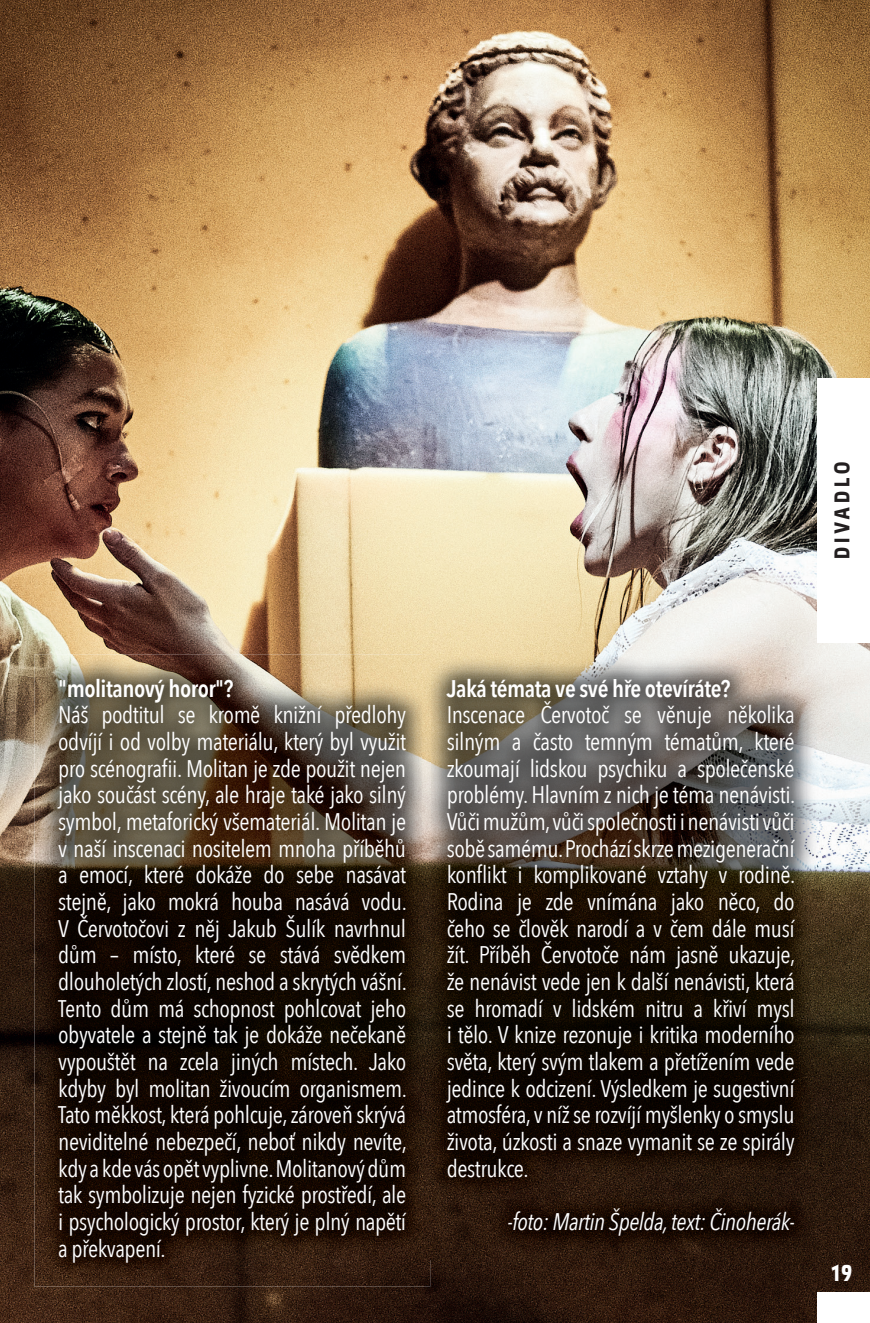 "molitanový horor"?
Náš podtitul se kromě knižní předlohy
odvíjí i od volby materiálu, který byl využit
pro scénografii. Molitan je zde použit nejen
jako součást scény, ale hraje také jako silný
symbol, metaforický všemateriál. Molitan je
v naší inscenaci nositelem mnoha příběhů
a emocí, které dokáže do sebe nasávat
stejně, jako mokrá houba nasává vodu.
V Červotočovi z něj Jakub Šulík navrhnul
dům – místo, které se stává svědkem
dlouholetých zlostí, neshod a skrytých vášní.
Tento dům má schopnost pohlcovat jeho
obyvatele a stejně tak je dokáže nečekaně
vypouštět na zcela jiných místech. Jako
kdyby byl molitan živoucím organismem.
Tato měkkost, která pohlcuje, zároveň skrývá
neviditelné nebezpečí, neboť nikdy nevíte,
kdy a kde vás opět vyplivne. Molitanový dům
tak symbolizuje nejen fyzické prostředí, ale
i psychologický prostor, který je plný napětí
a překvapení.
Jaká témata ve své hře otevíráte?
Inscenace Červotoč se věnuje několika
silným a často temným tématům, které
zkoumají lidskou psychiku a společenské
problémy. Hlavním z nich je téma nenávisti.
Vůči mužům, vůči společnosti i nenávisti vůči
sobě samému. Prochází skrze mezigenerační
konflikt i komplikované vztahy v rodině.
Rodina je zde vnímána jako něco, do
čeho se člověk narodí a v čem dále musí
žít. Příběh Červotoče nám jasně ukazuje,
že nenávist vede jen k další nenávisti, která
se hromadí v lidském nitru a křiví mysl
i tělo. V knize rezonuje i kritika moderního
světa, který svým tlakem a přetížením vede
jedince k odcizení. Výsledkem je sugestivní
atmosféra, v níž se rozvíjí myšlenky o smyslu
života, úzkosti a snaze vymanit se ze spirály
destrukce.
-foto: Martin Špelda, text: Činoherák-
DIVADLO
19